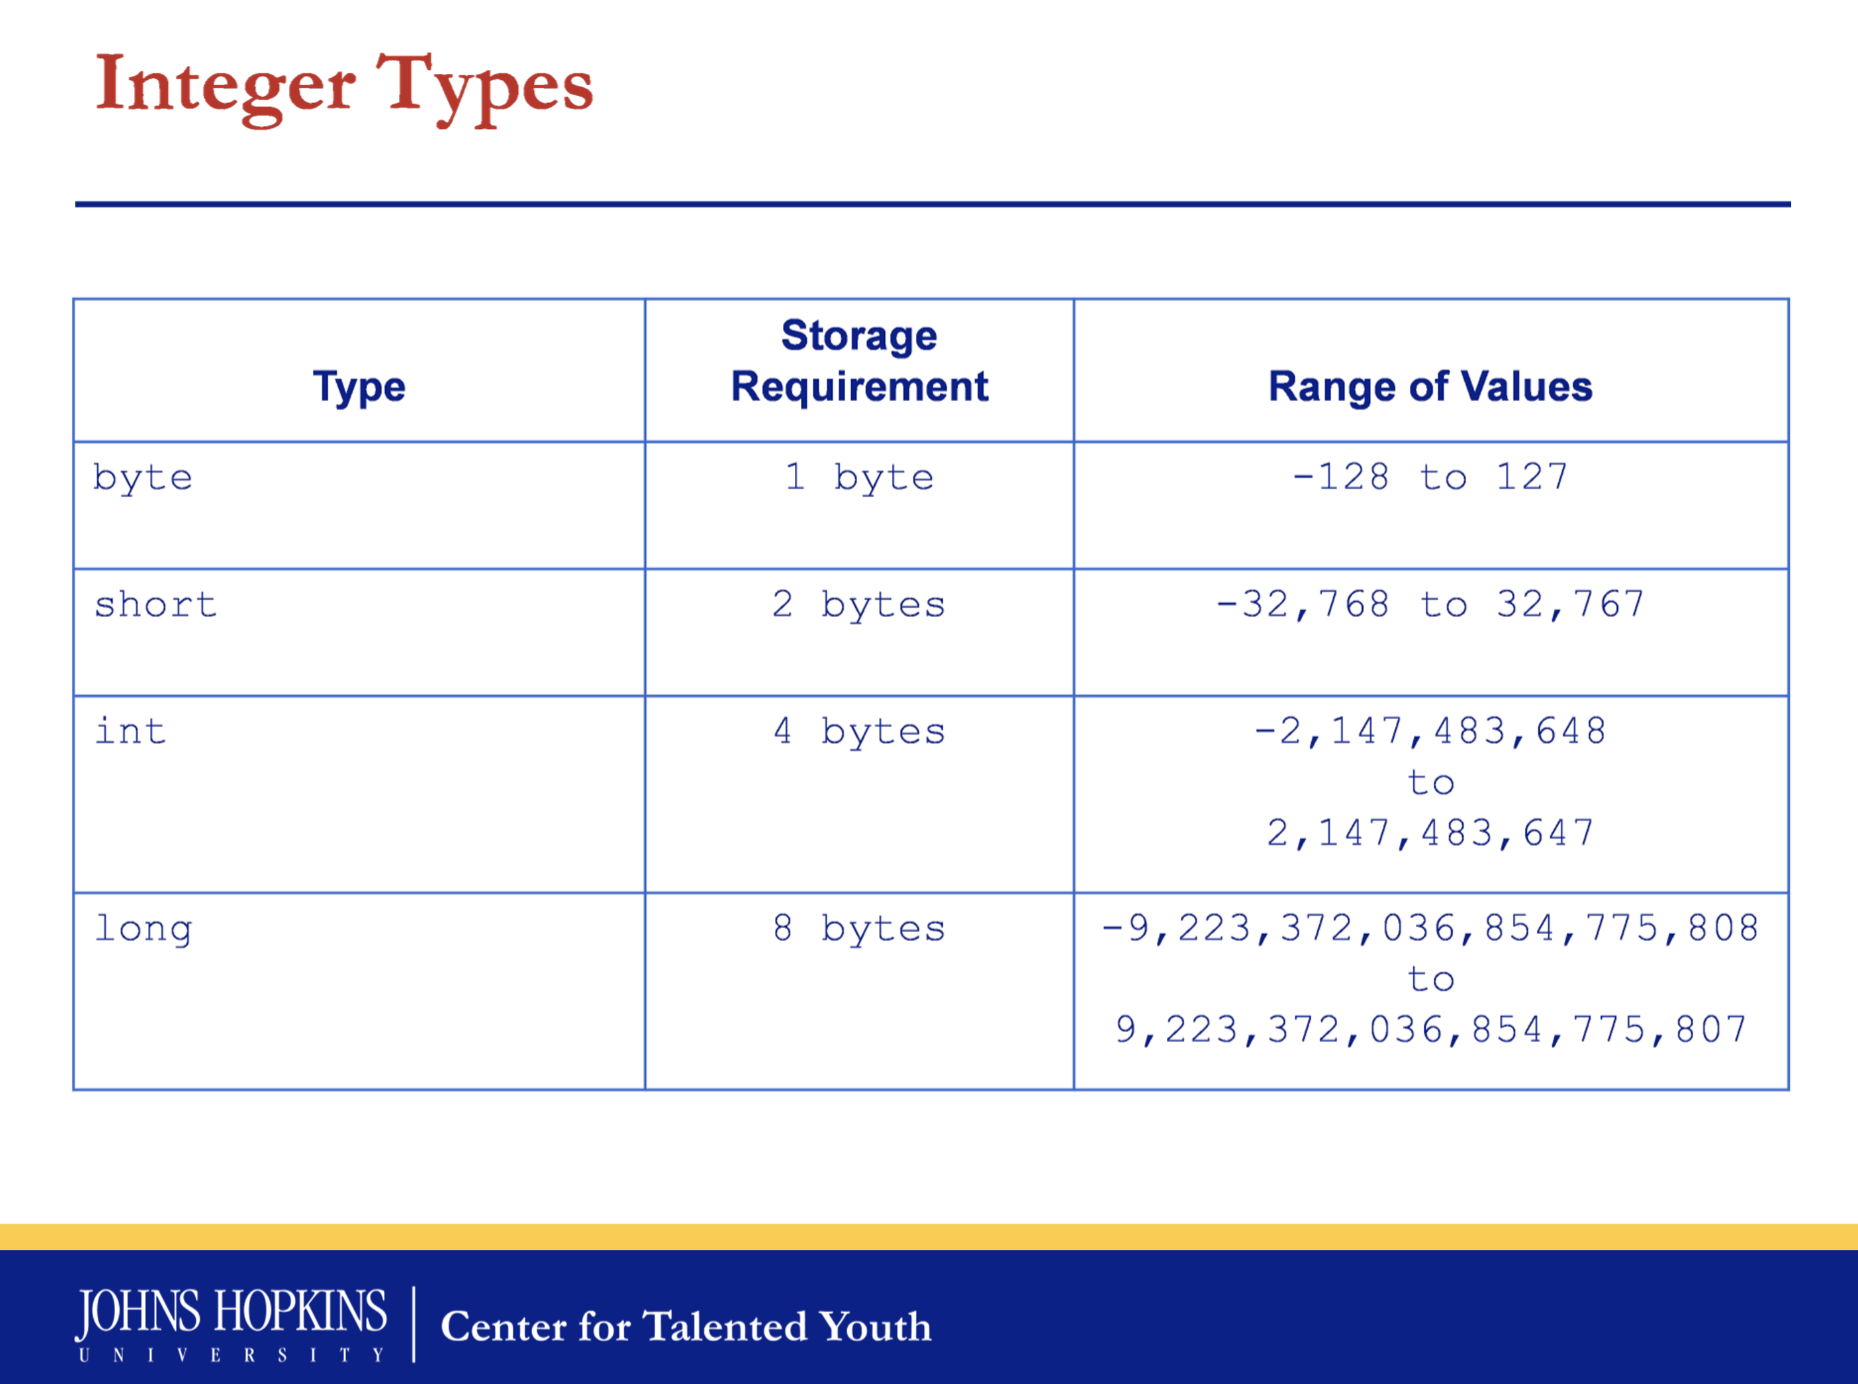 Integer Types
Type
Storage
Requirement
Range of Values
byte
1 byte
-128 to 127
short
2 bytes
-32,768 to 32,767
int
4 bytes
-2,147,483,648
to
2,147,483,647
long
8 bytes
-9,223,372,036,854,775,808
to
9,223,372,036,854,775,807
JOHNS HOPKINS
UNIVERSITY
Center for Talented Youth